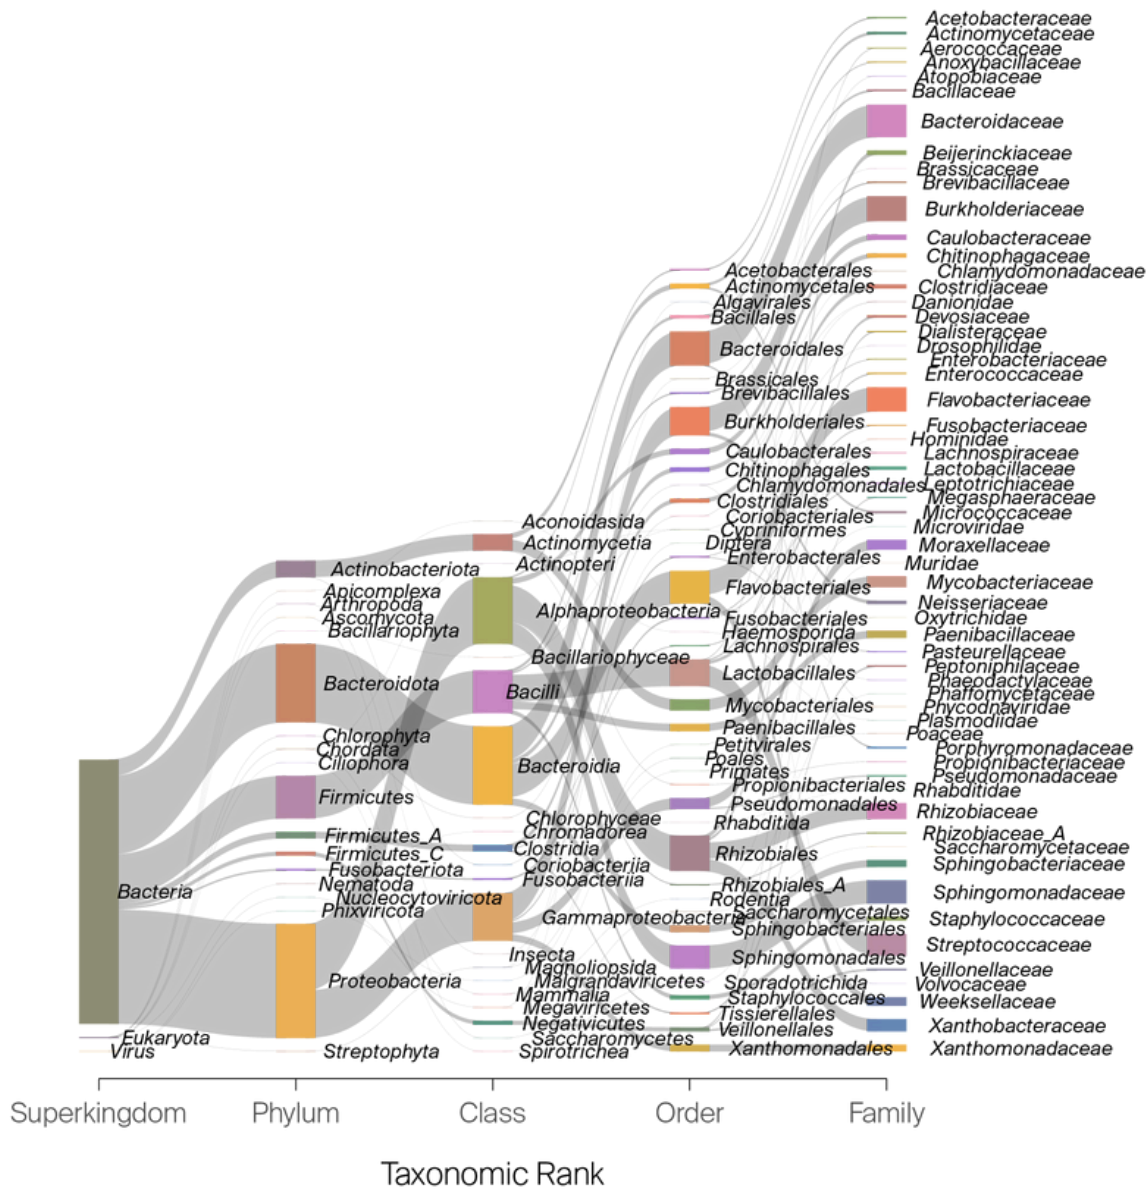 Acetobacteraceae
Actinomycetaceae
Aerococcaceae
Anoxybacillaceae
Atopobiaceae
Bacillaceae
Bacteroidaceae
Beijerinckiaceae
Brassicaceae
Brevibacillaceae
Burkholderiaceae
Caulobacteraceae
Chitinophagaceae
Chlamydomonadaceae
Clostridiaceae
Danionidae
Devosiaceae
Dialisteraceae
Drosophilidae
Enterobacteriaceae
Enterococcaceae
Flavobacteriaceae
Fusobacteriaceae
Hominidae
Lachnospiraceae
Lactobacillaceae
Leptotrichiaceae
Megasphaeraceae
Micrococcaceae
Microviridae
Moraxellaceae
Muridae
Mycobacteriaceae
Neisseriaceae
Oxytrichidae
Paenibacillaceae
Pasteurellaceae
Peptoniphilaceae
Phaeodactylaceae
Phaffomycetaceae
Phycodnaviridae
Plasmodiidae
Poaceae
Porphyromonadaceae
Propionibacteriaceae
Pseudomonadaceae
Rhabditidae
Rhizobiaceae
Rhizobiaceae_A
Saccharomycetaceae
Sphingobacteriaceae
Sphingomonadaceae
Staphylococcaceae
Streptococcaceae
Veillonellaceae
Volvocaceae
Weeksellaceae
Xanthobacteraceae
Xanthomonadaceae
Acetobacterales
Actinomycetales
Algavirales
Bacillales
Bacteroidales
Brassicales
Brevibacillales
Burkholderiales
Caulobacterales
Chitinophagales
Chlamydomonadales
Clostridiales
Coriobacteriales
Cypriniformes
Diptera
Enterobacterales
Flavobacteriales
Fusobacteriales
Haemosporida
Lachnospirales
Lactobacillales
Mycobacteriales
Paenibacillales
Petitvirales
Poales
Primates
Propionibacteriales
Pseudomonadales
Rhabditida
Rhizobiales
Rhizobiales_A
Rodentia
Saccharomycetales
Sphingobacteriales
Sphingomonadales
Sporadotrichida
Staphylococcales
Tissierellales
Veillonellales
Xanthomonadales
Aconoidasida
Actinomycetia
Actinopteri
Alphaproteobacteria
Bacillariophyceae
Bacilli
Bacteroidia
Chlorophyceae
Chromadorea
Clostridia
Coriobacteriia
Fusobacteriia
Gammaproteobacteria
Insecta
Magnoliopsida
Malgrandaviricetes
Mammalia
Megaviricetes
Negativicutes
Saccharomycetes
Spirotrichea
Actinobacteriota
Apicomplexa
Arthropoda
Ascomycota
Bacillariophyta
Bacteroidota
Chlorophyta
Chordata
Ciliophora
Firmicutes
Firmicutes_A
Firmicutes_C
Fusobacteriota
Nematoda
Nucleocytoviricota
Phixviricota
Proteobacteria
Streptophyta
Bacteria
Eukaryota
Virus
Superkingdom Phylum Class Order Family
Taxonomic Rank